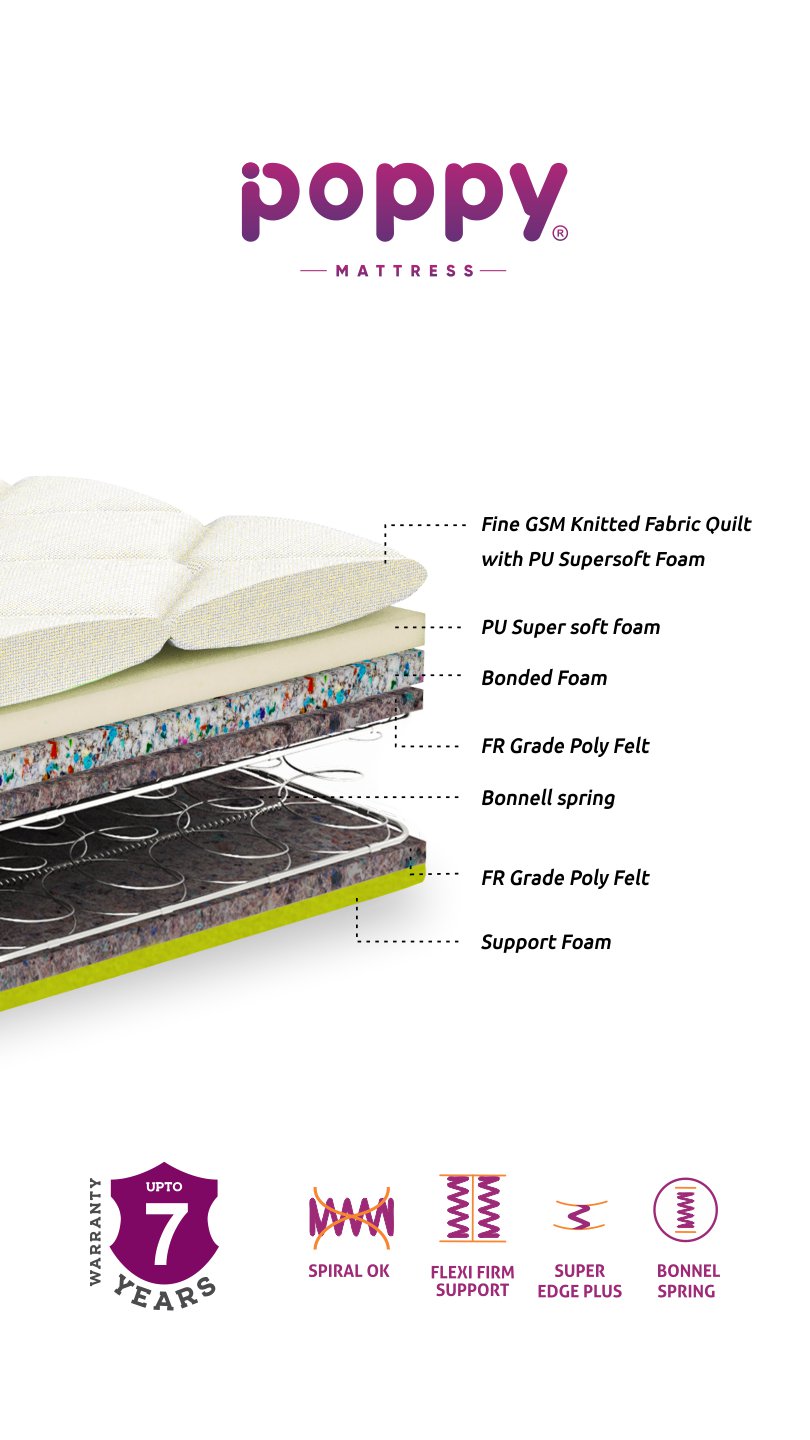 poppy®
MATTRESS
Fine GSM Knitted Fabric Quilt
with PU Supersoft Foam
PU Super soft foam
Bonded Foam
FR Grade Poly Felt
Bonnell spring
FR Grade Poly Felt
Support Foam
WARRANTY
UPTO
7
YEARS
SPIRAL OK
FLEXI FIRM
SUPPORT
SUPER
EDGE PLUS
BONNEL
SPRING